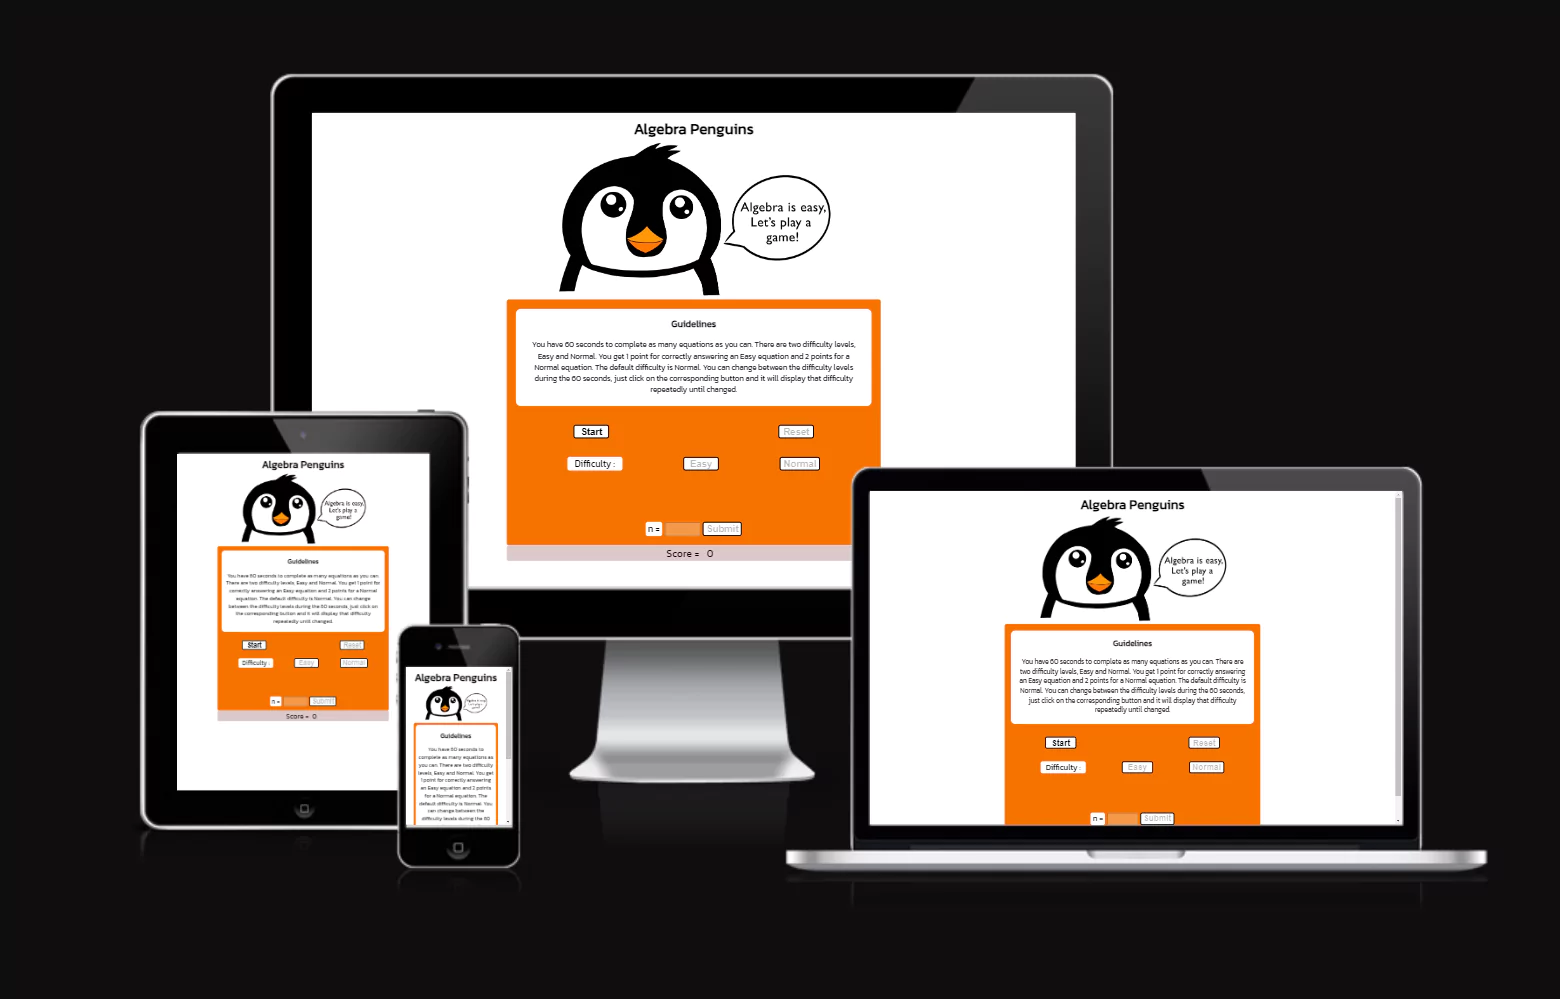 Algebra Penguins
Algebra is easy,
Let's play a
game!
Guidelines
You have 60 seconds to complete as many equations as you can. There are two difficulty levels,
Easy and Normal. You get 1 point for correctly answering an Easy equation and 2 points for a
Normal equation. The default difficulty is Normal. You can change between the difficulty levels
during the 60 seconds, just click on the corresponding button and it will display that difficulty
repeatedly until changed.
Start Reset
Difficulty : Easy Normal
n = Submit
Score = 0
Algebra Penguins
Algebra is easy,
Let's play a
game!
Guidelines
You have 60 seconds to complete as many equations as you can.
There are two difficulty levels, Easy and Normal. You get 1 point for
correctly answering an Easy equation and 2 points for a Normal
equation. The default difficulty is Normal. You can change
between the difficulty levels during the 60 seconds, just click on
the corresponding button and it will display that difficulty
repeatedly until changed.
Start Reset
Difficulty : Easy Normal
n = Submit
Score = 0
Algebra Penguins
Algebra is easy,
Let's play a
game!
Guidelines
You have 60 seconds to
complete as many equations as
you can. There are two difficulty
levels, Easy and Normal. You get
1 point for correctly answering
an Easy equation and 2 points
for a Normal equation. The
default difficulty is Normal. You
can change between the
difficulty levels during the 60
Algebra Penguins
Algebra is easy,
Let's play a
game!
Guidelines
You have 60 seconds to complete as many equations as you can. There are
two difficulty levels, Easy and Normal. You get 1 point for correctly answering
an Easy equation and 2 points for a Normal equation. The default difficulty is
Normal. You can change between the difficulty levels during the 60 seconds,
just click on the corresponding button and it will display that difficulty
repeatedly until changed.
Start Reset
Difficulty : Easy Normal
n = Submit